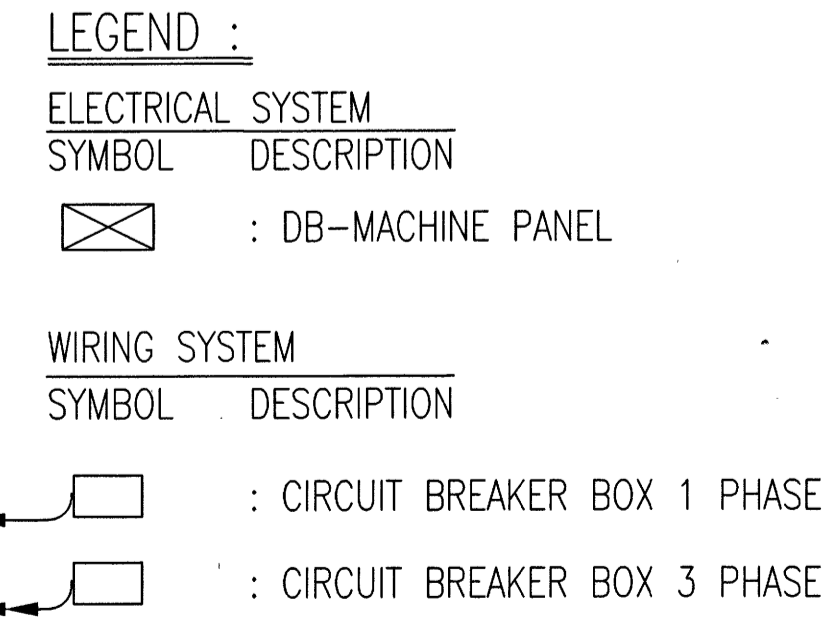 LEGEND :
ELECTRICAL SYSTEM
SYMBOL DESCRIPTION
: DB-MACHINE PANEL
WIRING SYSTEM
SYMBOL DESCRIPTION
: CIRCUIT BREAKER BOX 1 PHASE
: CIRCUIT BREAKER BOX 3 PHASE